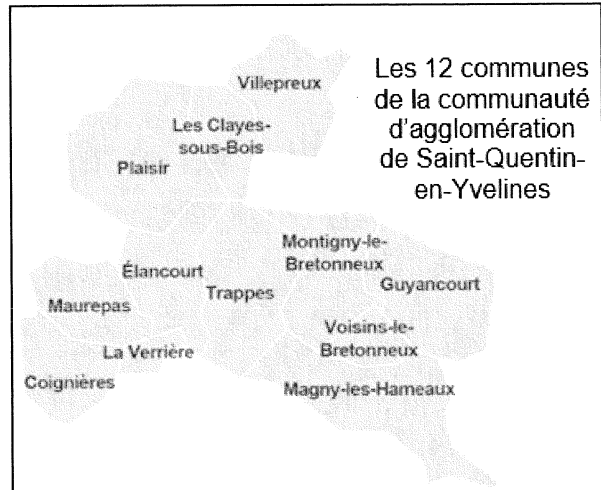 Villepreux
Les 12 communes
de la communauté
d'agglomération
de Saint-Quentin-
en-Yvelines
Les Clayes-
sous-Bois
Plaisir
Montigny-le-
Bretonneux
Élancourt
Trappes
Guyancourt
Maurepas
Voisins-le-
Bretonneux
La Verrière
Coignières
Magny-les-Hameaux